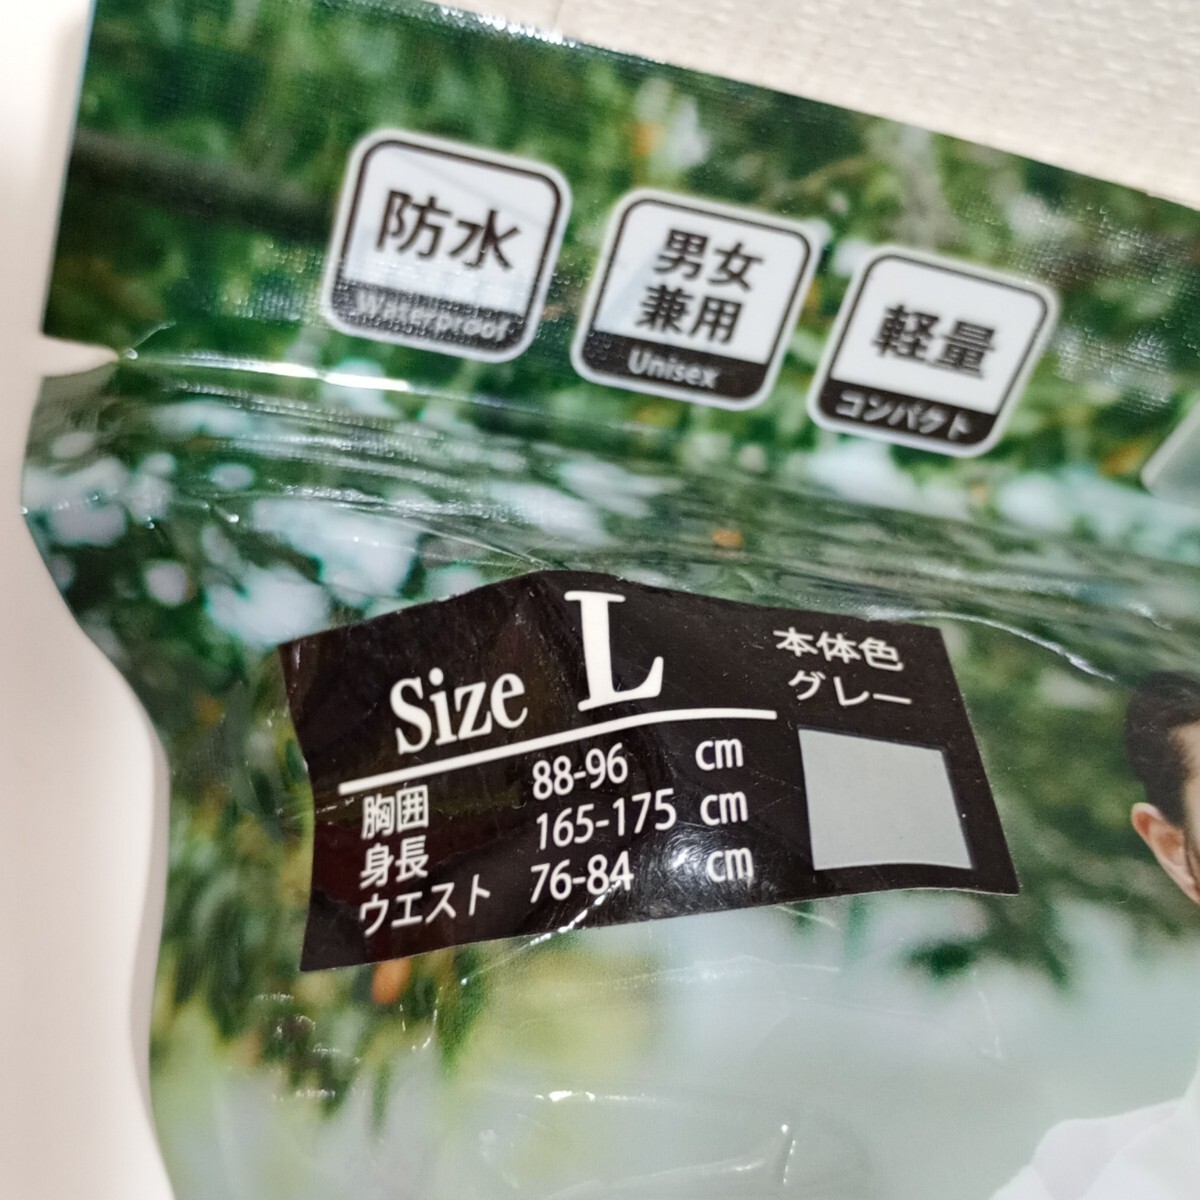 防水
Waterproof
男女
兼用
Unisex
軽量
コンパクト
Size L
本体色
グレー
胸囲 88-96 cm
身長 165-175 cm
ウエスト 76-84 cm